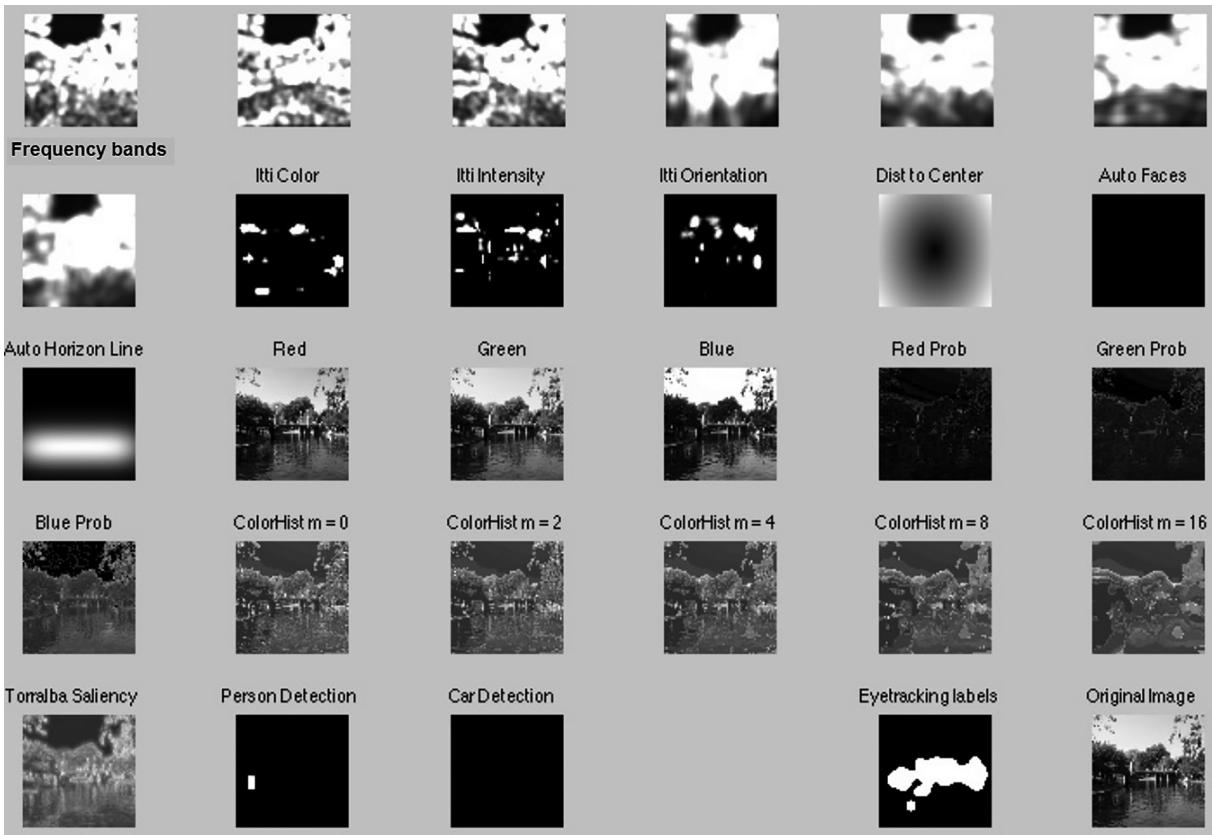 Frequency bands
Itti Color Itti Intensity Itti Orientation Dist to Center Auto Faces
Auto Horizon Line Red Green Blue Red Prob Green Prob
Blue Prob ColorHist m = 0 ColorHist m = 2 ColorHist m = 4 ColorHist m = 8 ColorHist m = 16
Torralba Saliency Person Detection Car Detection Eyetracking labels Original Image